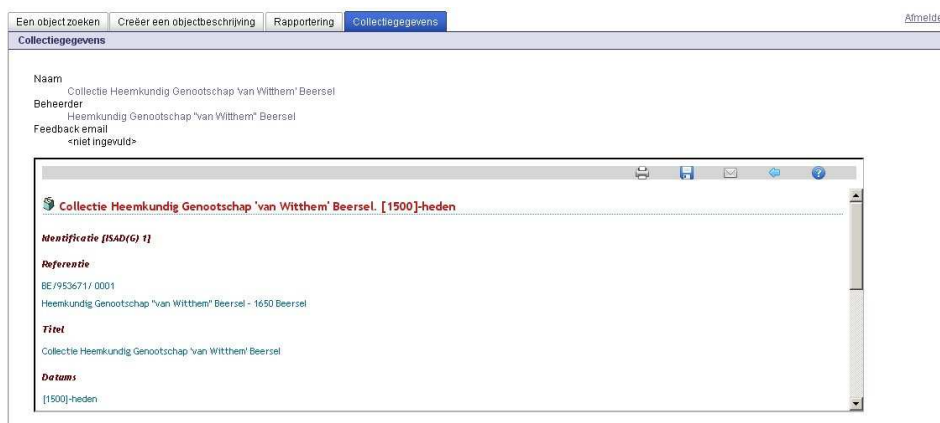 Een object zoeken Creëer een objectbeschrijving Rapportering Collectiegegevens Afmelde
Collectiegegevens
Naam
Collectie Heemkundig Genootschap 'van Witthem' Beersel
Beheerder
Heemkundig Genootschap "van Witthem" Beersel
Feedback email
<niet ingevuld>
Collectie Heemkundig Genootschap 'van Witthem' Beersel. [1500]-heden
Identificatie [ISAD(G) 1]
Referentie
BE/953671/ 0001
Heemkundig Genootschap "van Witthem" Beersel - 1650 Beersel
Titel
Collectie Heemkundig Genootschap 'van Witthem' Beersel
Datums
[1500]-heden